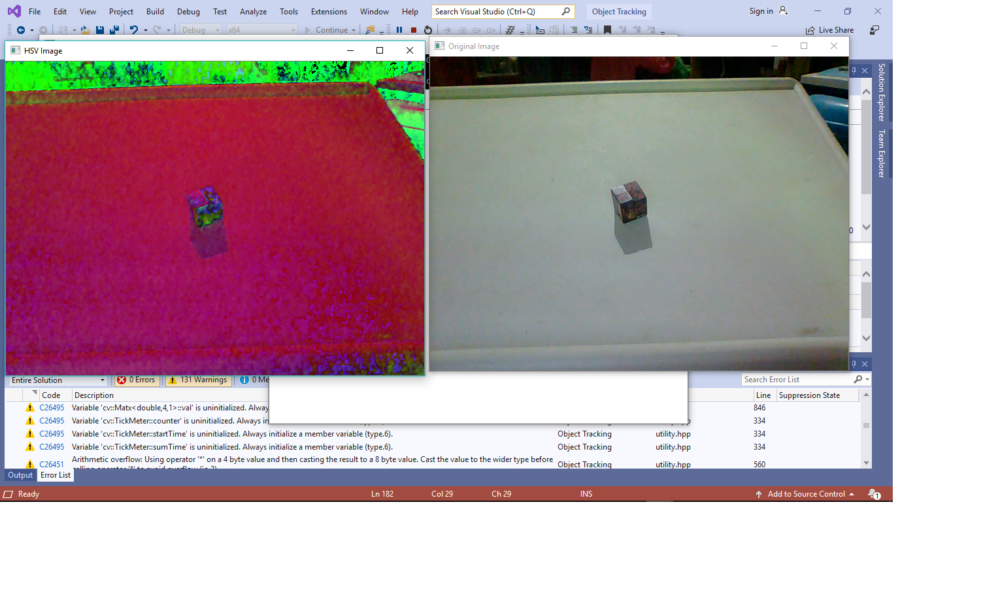 File Edit View Project Build Debug Test Analyze Tools Extensions Window Help Search Visual Studio (Ctrl+Q) Object Tracking Sign in
Debug x64 Continue Live Share
HSV Image
Original Image
Solution Explorer
Team Explorer
0
Entire Solution 0 Errors 131 Warnings 0 Me Search Error List
Code Description Line Suppression State
C26495 Variable 'cv::Matx<double,4,1>::val' is uninitialized. Alway 846
C26495 Variable 'cv::TickMeter::counter' is uninitialized. Always in 334
C26495 Variable 'cv::TickMeter::startTime' is uninitialized. Always initialize a member variable (type.6). Object Tracking utility.hpp 334
C26495 Variable 'cv::TickMeter::sumTime' is uninitialized. Always initialize a member variable (type.6). Object Tracking utility.hpp 334
C26451 Arithmetic overflow: Using operator '*' on a 4 byte value and then casting the result to a 8 byte value. Cast the value to the wider type before Object Tracking utility.hpp 560
Output Error List
Ready Ln 182 Col 29 Ch 29 INS Add to Source Control 1